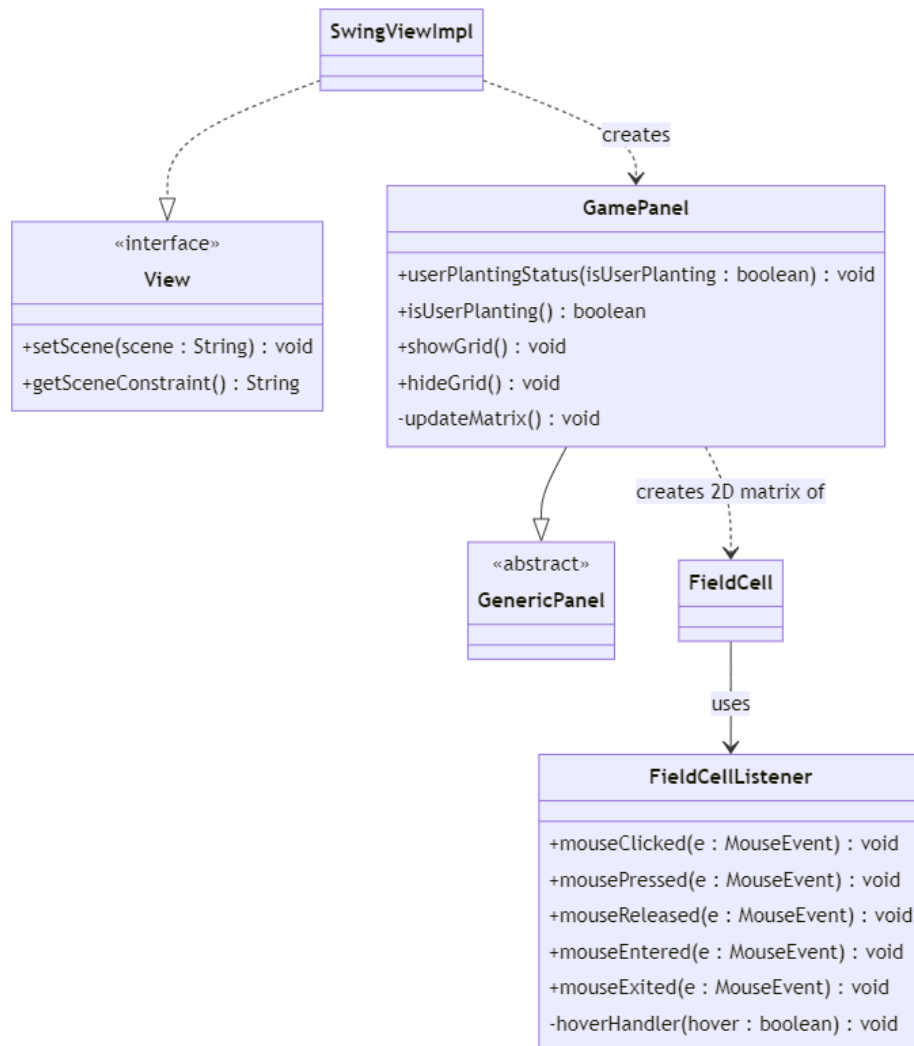 SwingViewImpl
creates
«interface»
View
+setScene(scene : String) : void
+getSceneConstraint() : String
GamePanel
+userPlantingStatus(isUserPlanting : boolean) : void
+isUserPlanting() : boolean
+showGrid() : void
+hideGrid() : void
-updateMatrix() : void
creates 2D matrix of
«abstract»
GenericPanel
FieldCell
uses
FieldCellListener
+mouseClicked(e : MouseEvent) : void
+mousePressed(e : MouseEvent) : void
+mouseReleased(e : MouseEvent) : void
+mouseEntered(e : MouseEvent) : void
+mouseExited(e : MouseEvent) : void
-hoverHandler(hover : boolean) : void